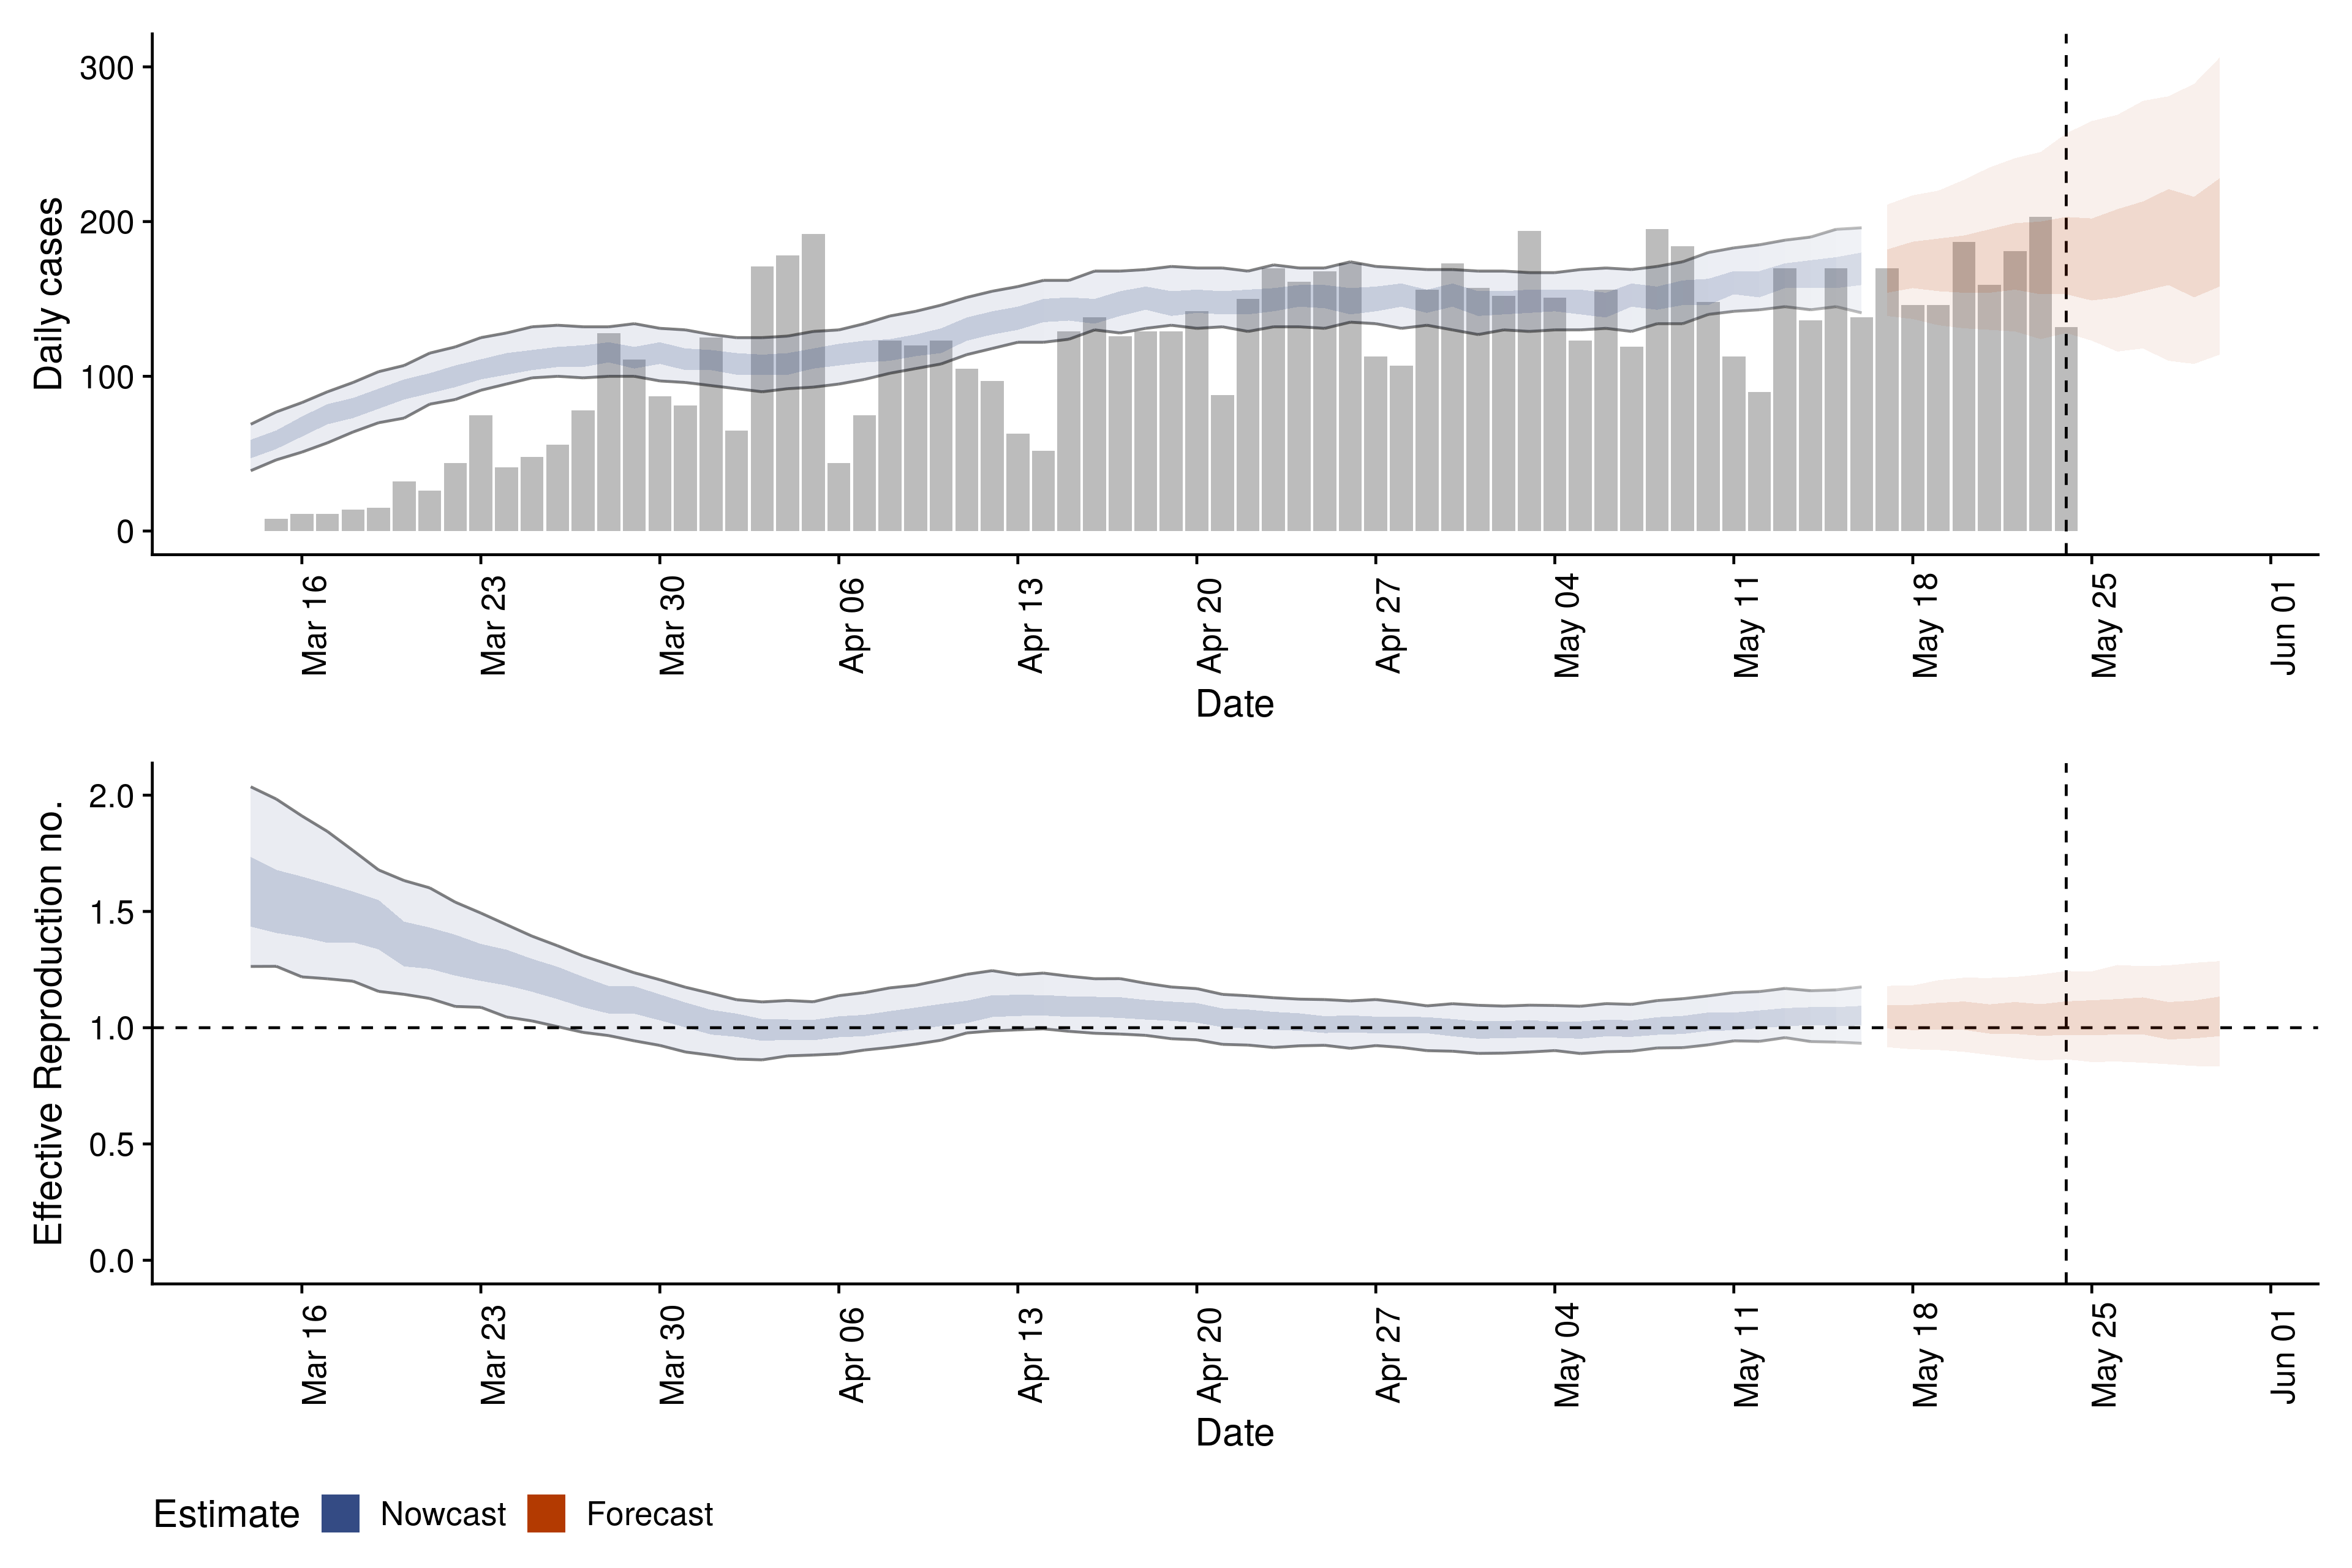 300
200
100
0
Daily cases
Mar 16
Mar 23
Mar 30
Apr 06
Apr 13
Apr 20
Apr 27
May 04
May 11
May 18
May 25
Jun 01
Date
2.0
1.5
1.0
0.5
0.0
Effective Reproduction no.
Mar 16
Mar 23
Mar 30
Apr 06
Apr 13
Apr 20
Apr 27
May 04
May 11
May 18
May 25
Jun 01
Date
Estimate Nowcast Forecast